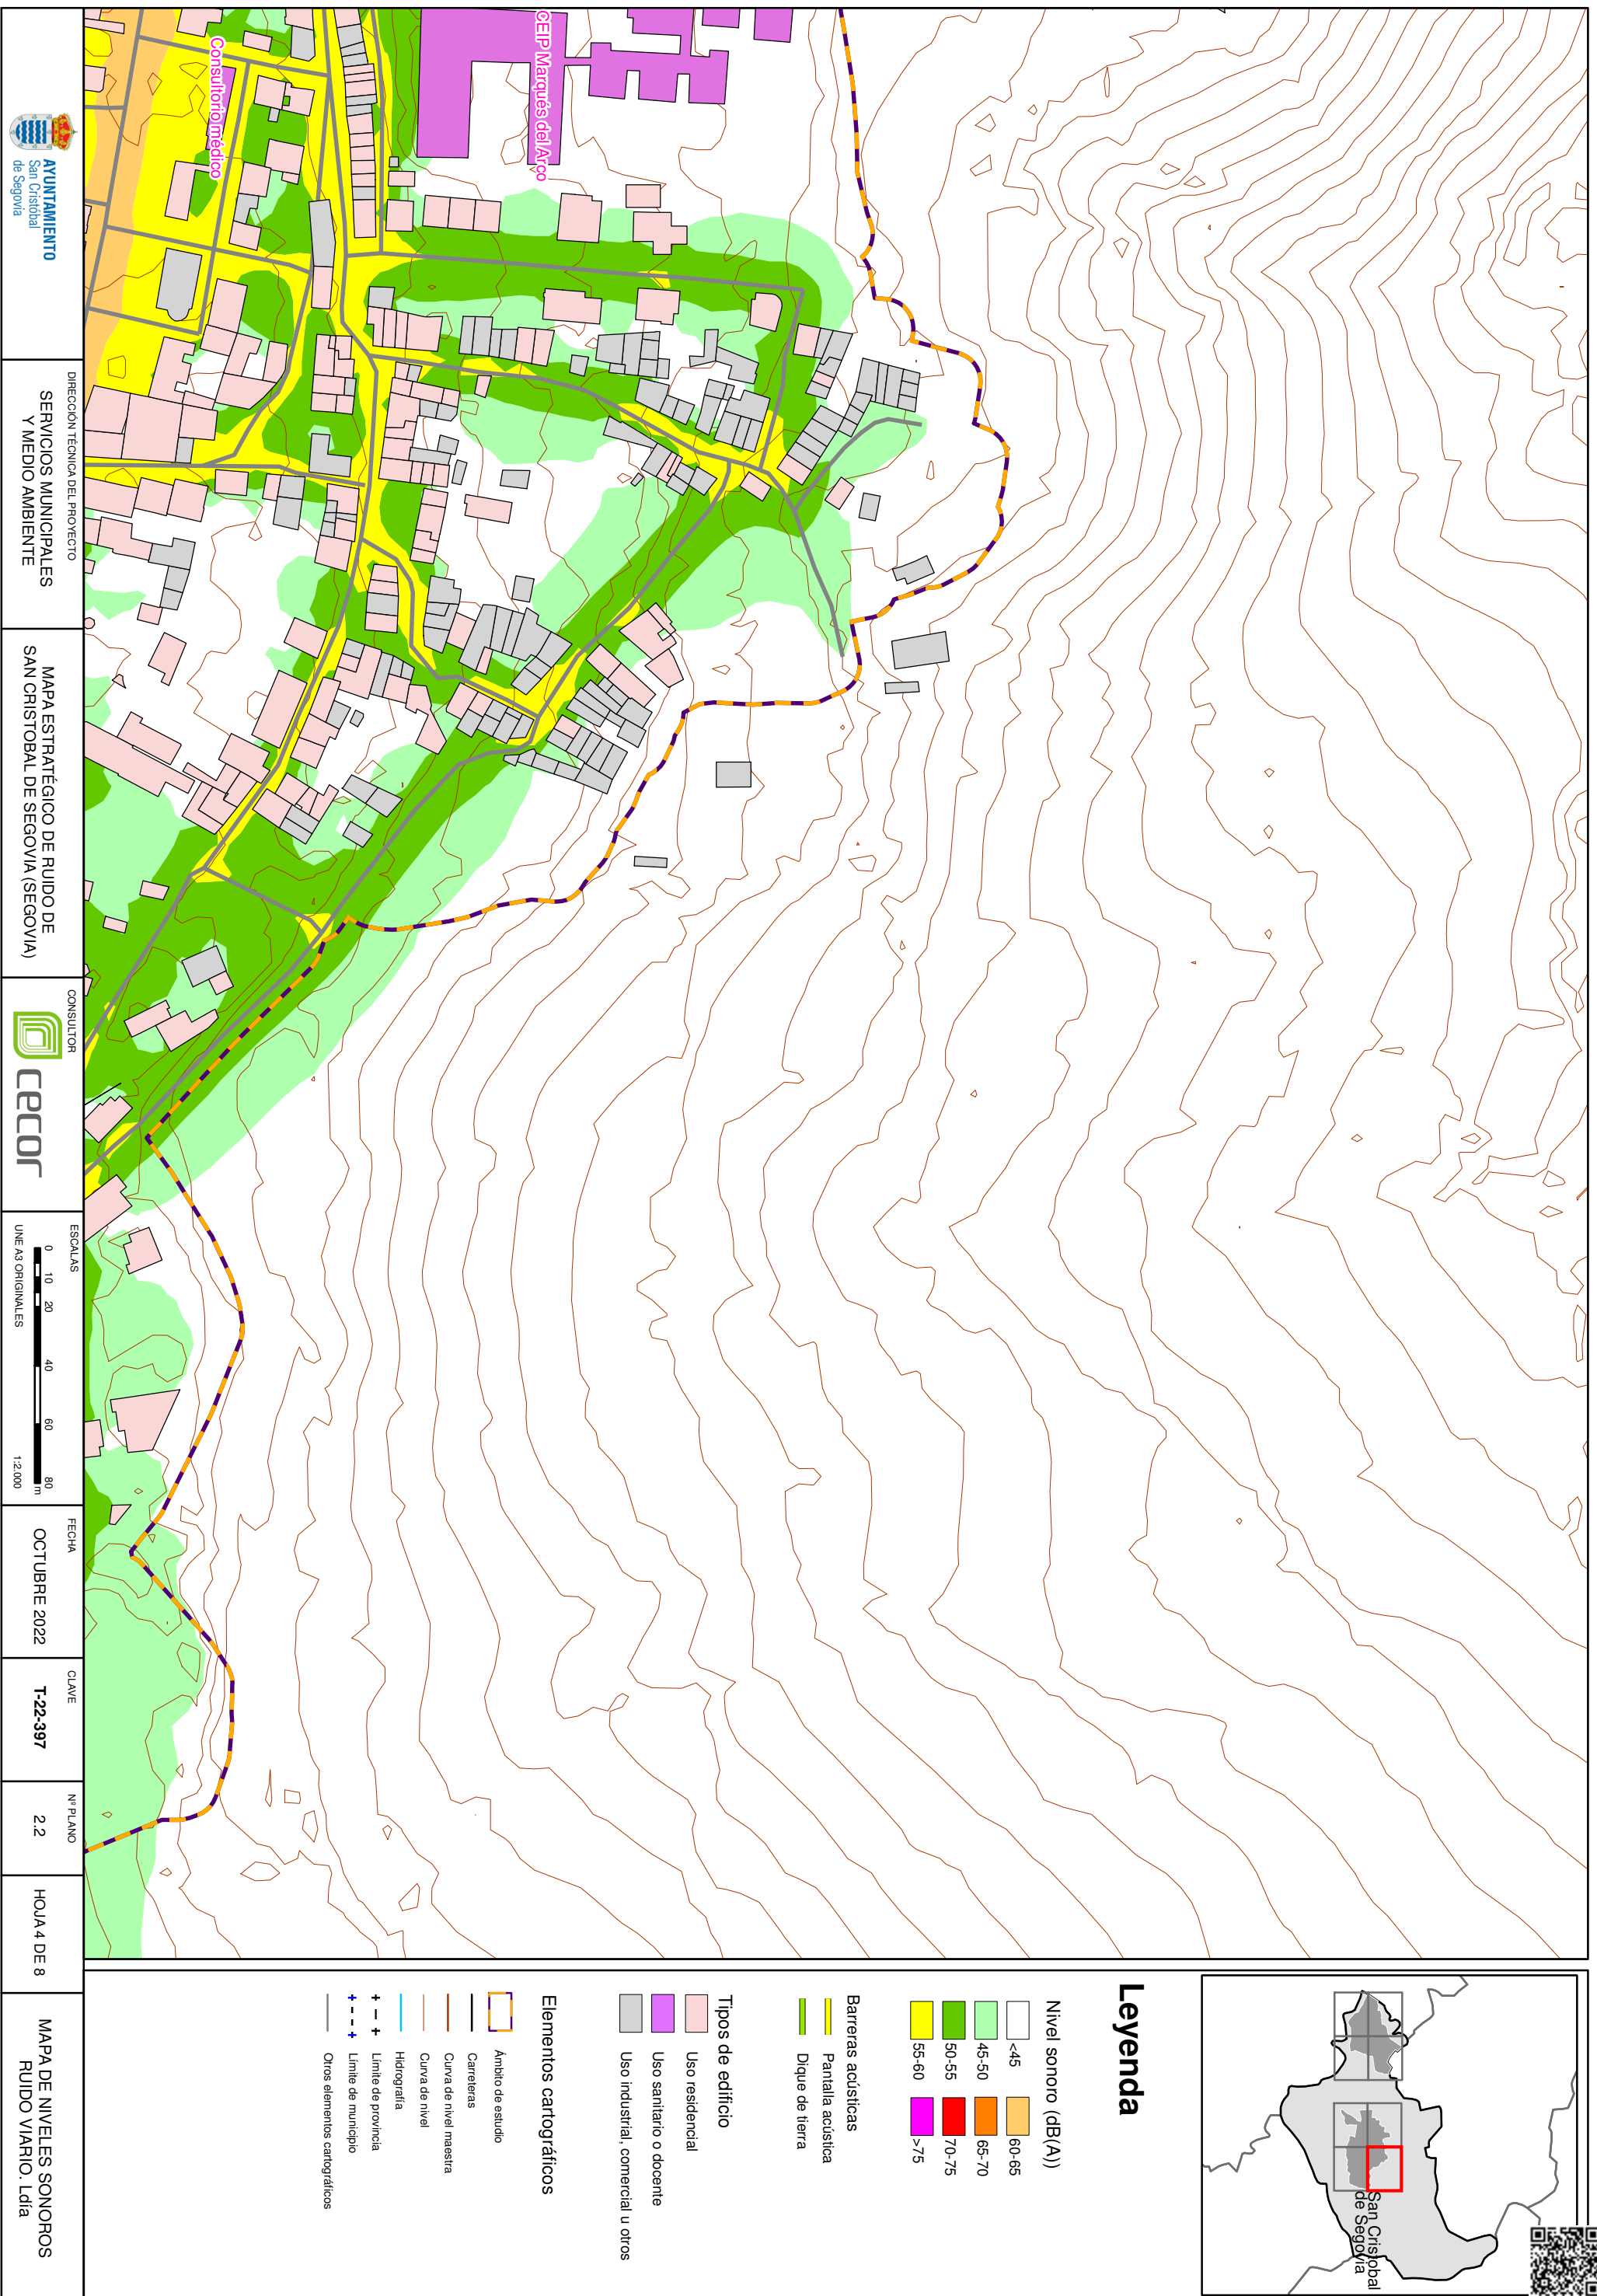 CEIP Marqués del Arco
Consultorio médico
San Cristobal
de Segovia
Leyenda
Nivel sonoro (dB(A))
<45
45-50
50-55
55-60
60-65
65-70
70-75
>75
Barreras acústicas
Pantalla acústica
Dique de tierra
Tipos de edificio
Uso residencial
Uso sanitario o docente
Uso industrial, comercial u otros
Elementos cartográficos
Ámbito de estudio
Carreteras
Curva de nivel maestra
Curva de nivel
Hidrografía
Límite de provincia
Límite de municipio
Otros elementos cartográficos
AYUNTAMIENTO
San Cristóbal
de Segovia
DIRECCIÓN TÉCNICA DEL PROYECTO
SERVICIOS MUNICIPALES
Y MEDIO AMBIENTE
MAPA ESTRATÉGICO DE RUIDO DE
SAN CRISTOBAL DE SEGOVIA (SEGOVIA)
CONSULTOR
cecor
ESCALAS
0 10 20 40 60 80 m
UNE A3 ORIGINALES 1:2.000
FECHA
OCTUBRE 2022
CLAVE
T-22-397
Nº PLANO
2.2
HOJA 4 DE 8
MAPA DE NIVELES SONOROS
RUIDO VIARIO. Ldía